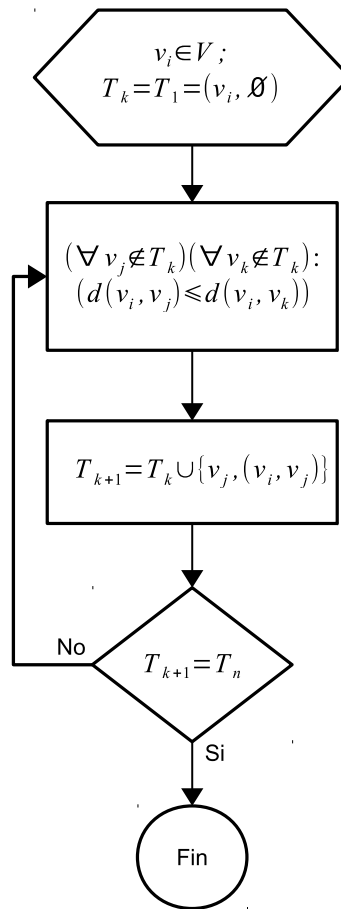 v_i∈V ;
T_k=T_1=(v_i, ∅)
(∀ v_j∉T_k)(∀ v_k∉T_k):
(d(v_i, v_j)≤d(v_i, v_k))
T_{k+1}=T_k∪{v_j, (v_i, v_j)}
No
T_{k+1}=T_n
Si
Fin